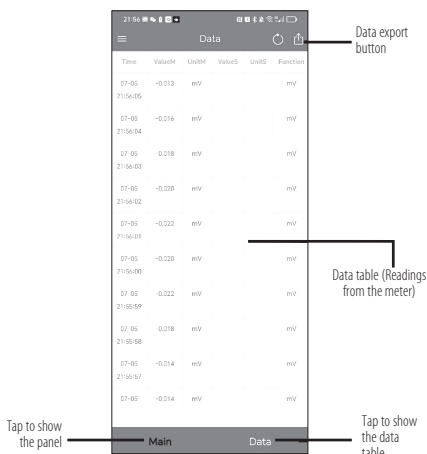 21:56
Data
Data export
button
Time ValueM UnitM ValueS UnitS Function
07-05
21:56:05
-0.013 mV mV
07-05
21:56:04
-0.016 mV mV
07-05
21:56:03
-0.018 mV mV
07-05
21:56:02
-0.020 mV mV
07-05
21:56:01
-0.022 mV mV
07-05
21:56:00
-0.020 mV mV
07-05
21:55:59
-0.022 mV mV
07-05
21:55:58
-0.018 mV mV
07-05
21:55:57
-0.014 mV mV
07-05 -0.014 mV mV
Data table (Readings
from the meter)
Tap to show
the panel
Main
Data
Tap to show
the data
table